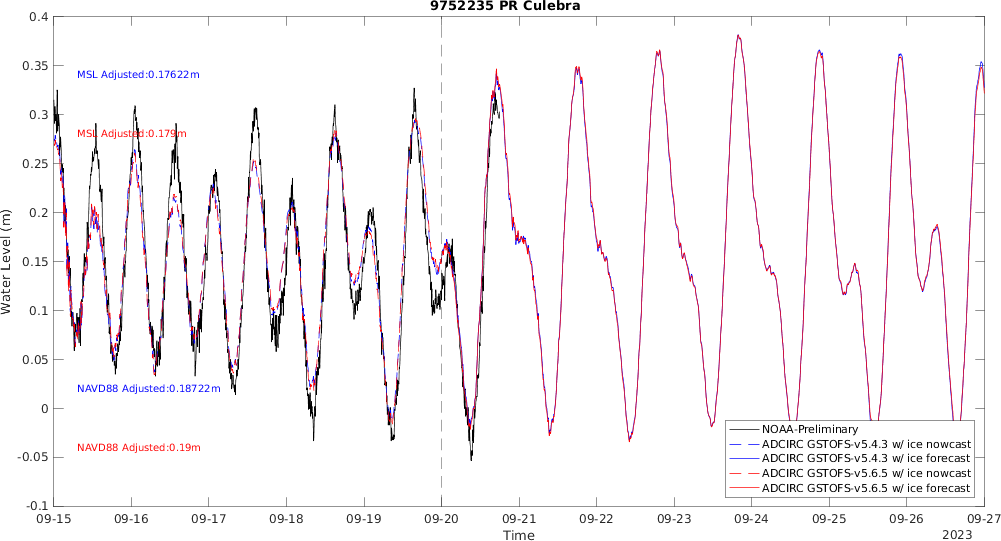 9752235 PR Culebra
0.4
0.35
0.3
0.25
0.2
0.15
0.1
0.05
0
-0.05
-0.1
Water Level (m)
MSL Adjusted:0.17622m
MSL Adjusted:0.179m
NAVD88 Adjusted:0.18722m
NAVD88 Adjusted:0.19m
NOAA-Preliminary
ADCIRC GSTOFS-v5.4.3 w/ ice nowcast
ADCIRC GSTOFS-v5.4.3 w/ ice forecast
ADCIRC GSTOFS-v5.6.5 w/ ice nowcast
ADCIRC GSTOFS-v5.6.5 w/ ice forecast
09-15 09-16 09-17 09-18 09-19 09-20 09-21 09-22 09-23 09-24 09-25 09-26 09-27
Time
2023